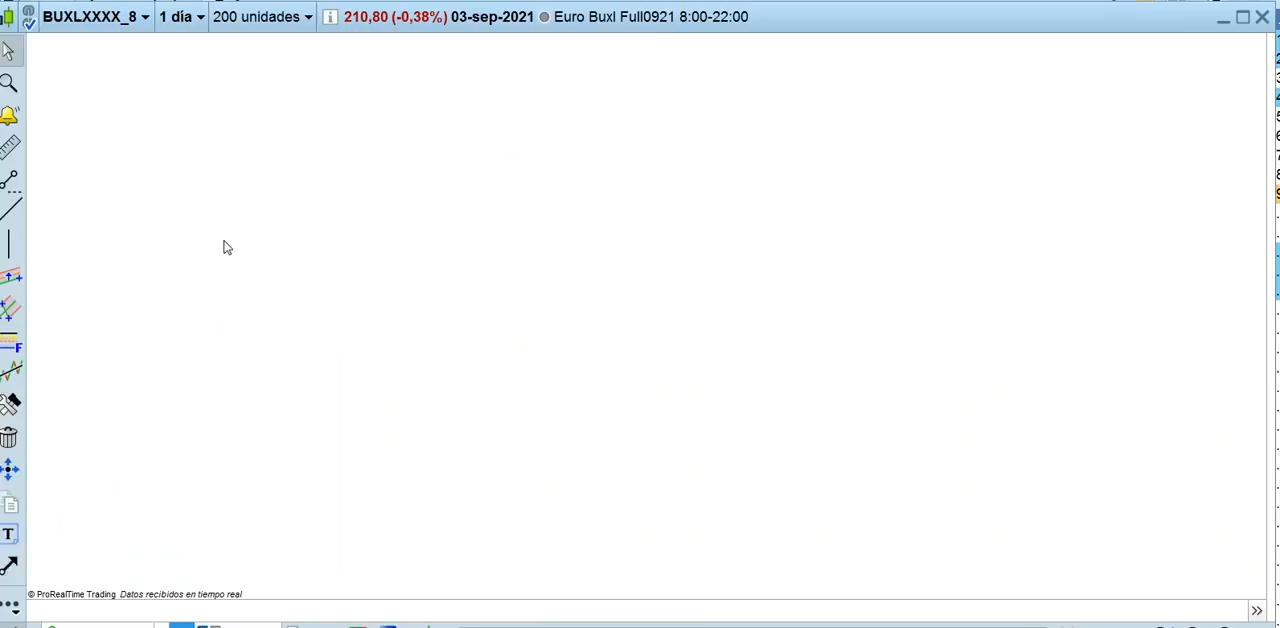 BUXLXXXX_8 1 día 200 unidades 210,80 (-0,38%) 03-sep-2021 Euro Buxl Full0921 8:00-22:00
F
T
© ProRealTime Trading Datos recibidos en tiempo real